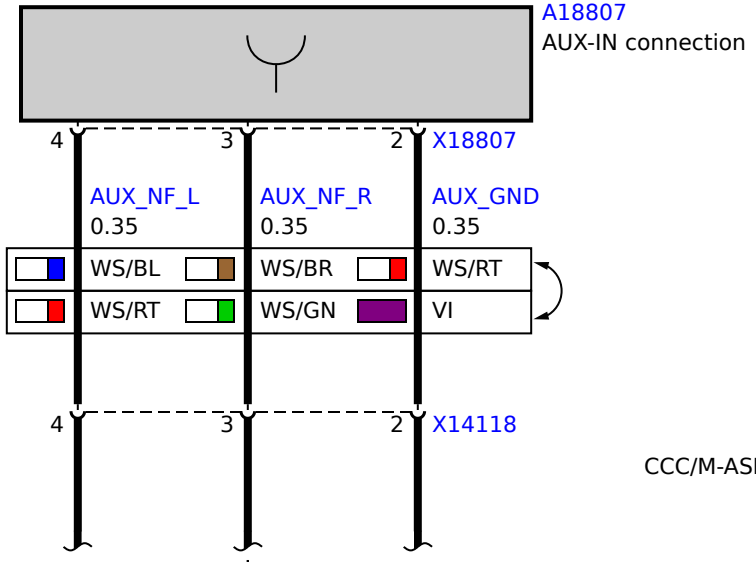 A18807
AUX-IN connection
4 3 2 X18807
AUX_NF_L AUX_NF_R AUX_GND
0.35 0.35 0.35
WS/BL WS/BR WS/RT
WS/RT WS/GN VI
4 3 2 X14118